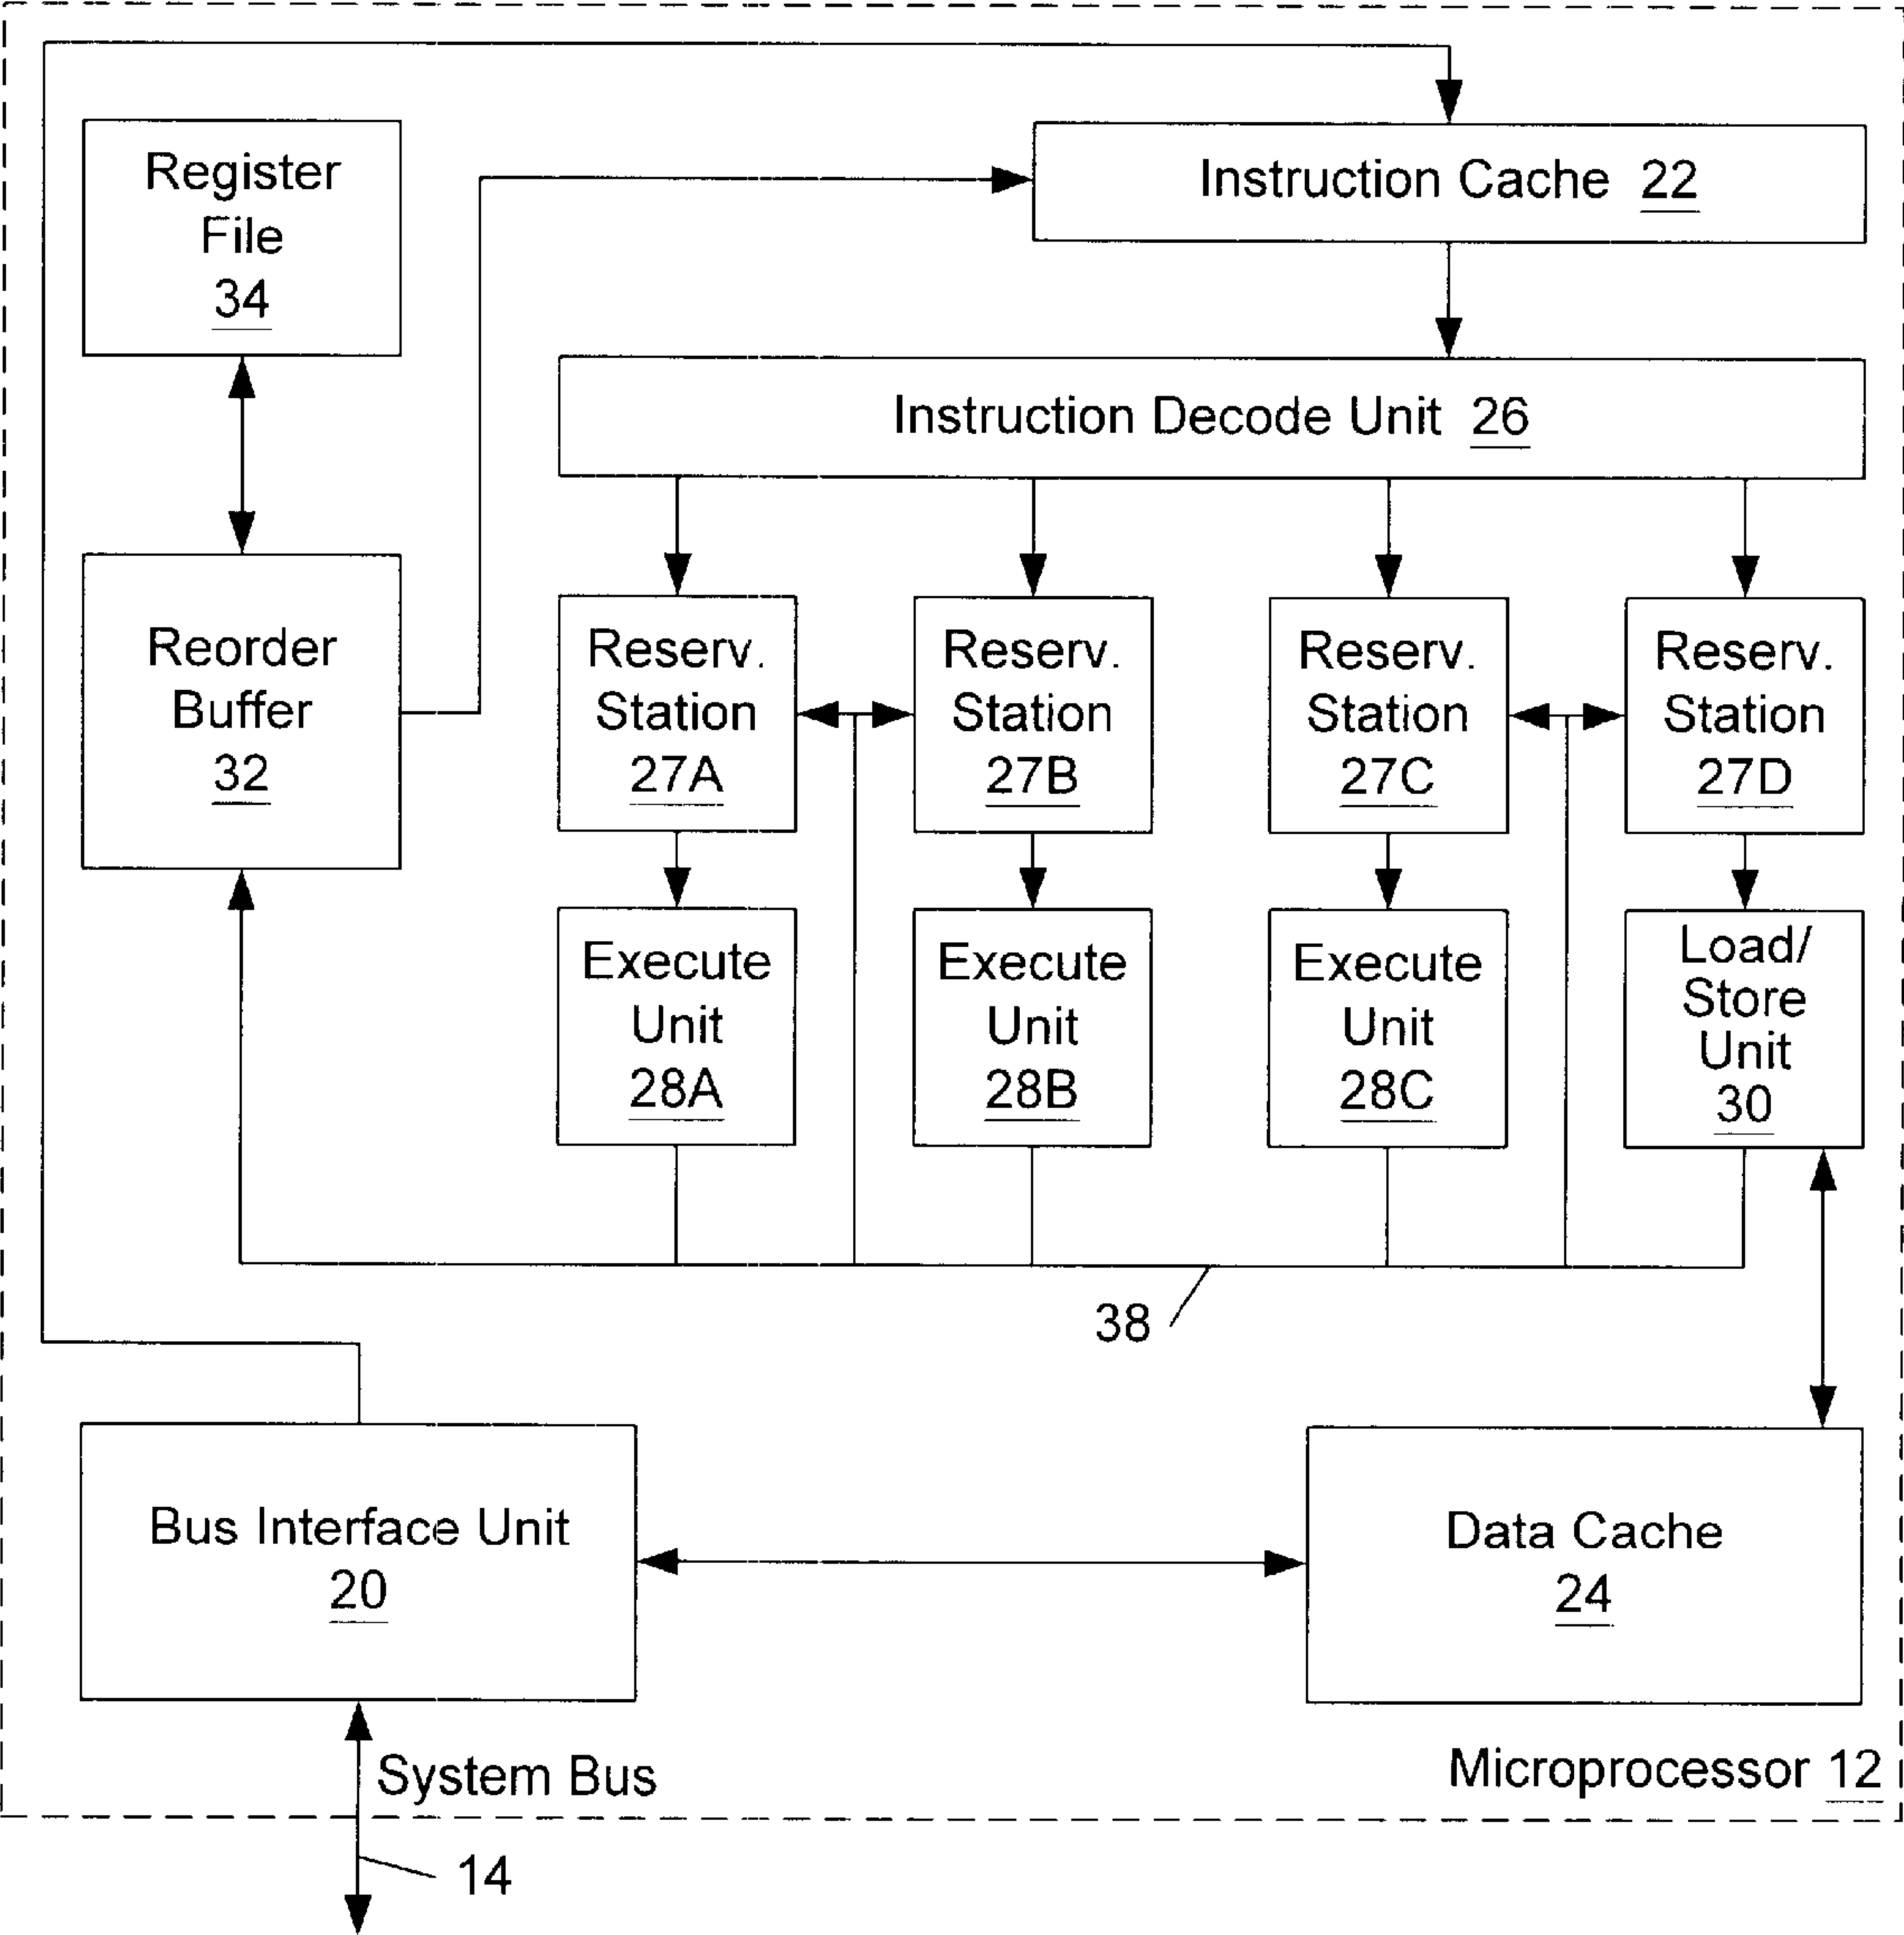 Register
File
34
Instruction Cache 22
Instruction Decode Unit 26
Reorder
Buffer
32
Reserv.
Station
27A
Reserv.
Station
27B
Reserv.
Station
27C
Reserv.
Station
27D
Execute
Unit
28A
Execute
Unit
28B
Execute
Unit
28C
Load/
Store
Unit
30
38
Bus Interface Unit
20
Data Cache
24
System Bus
Microprocessor 12
14